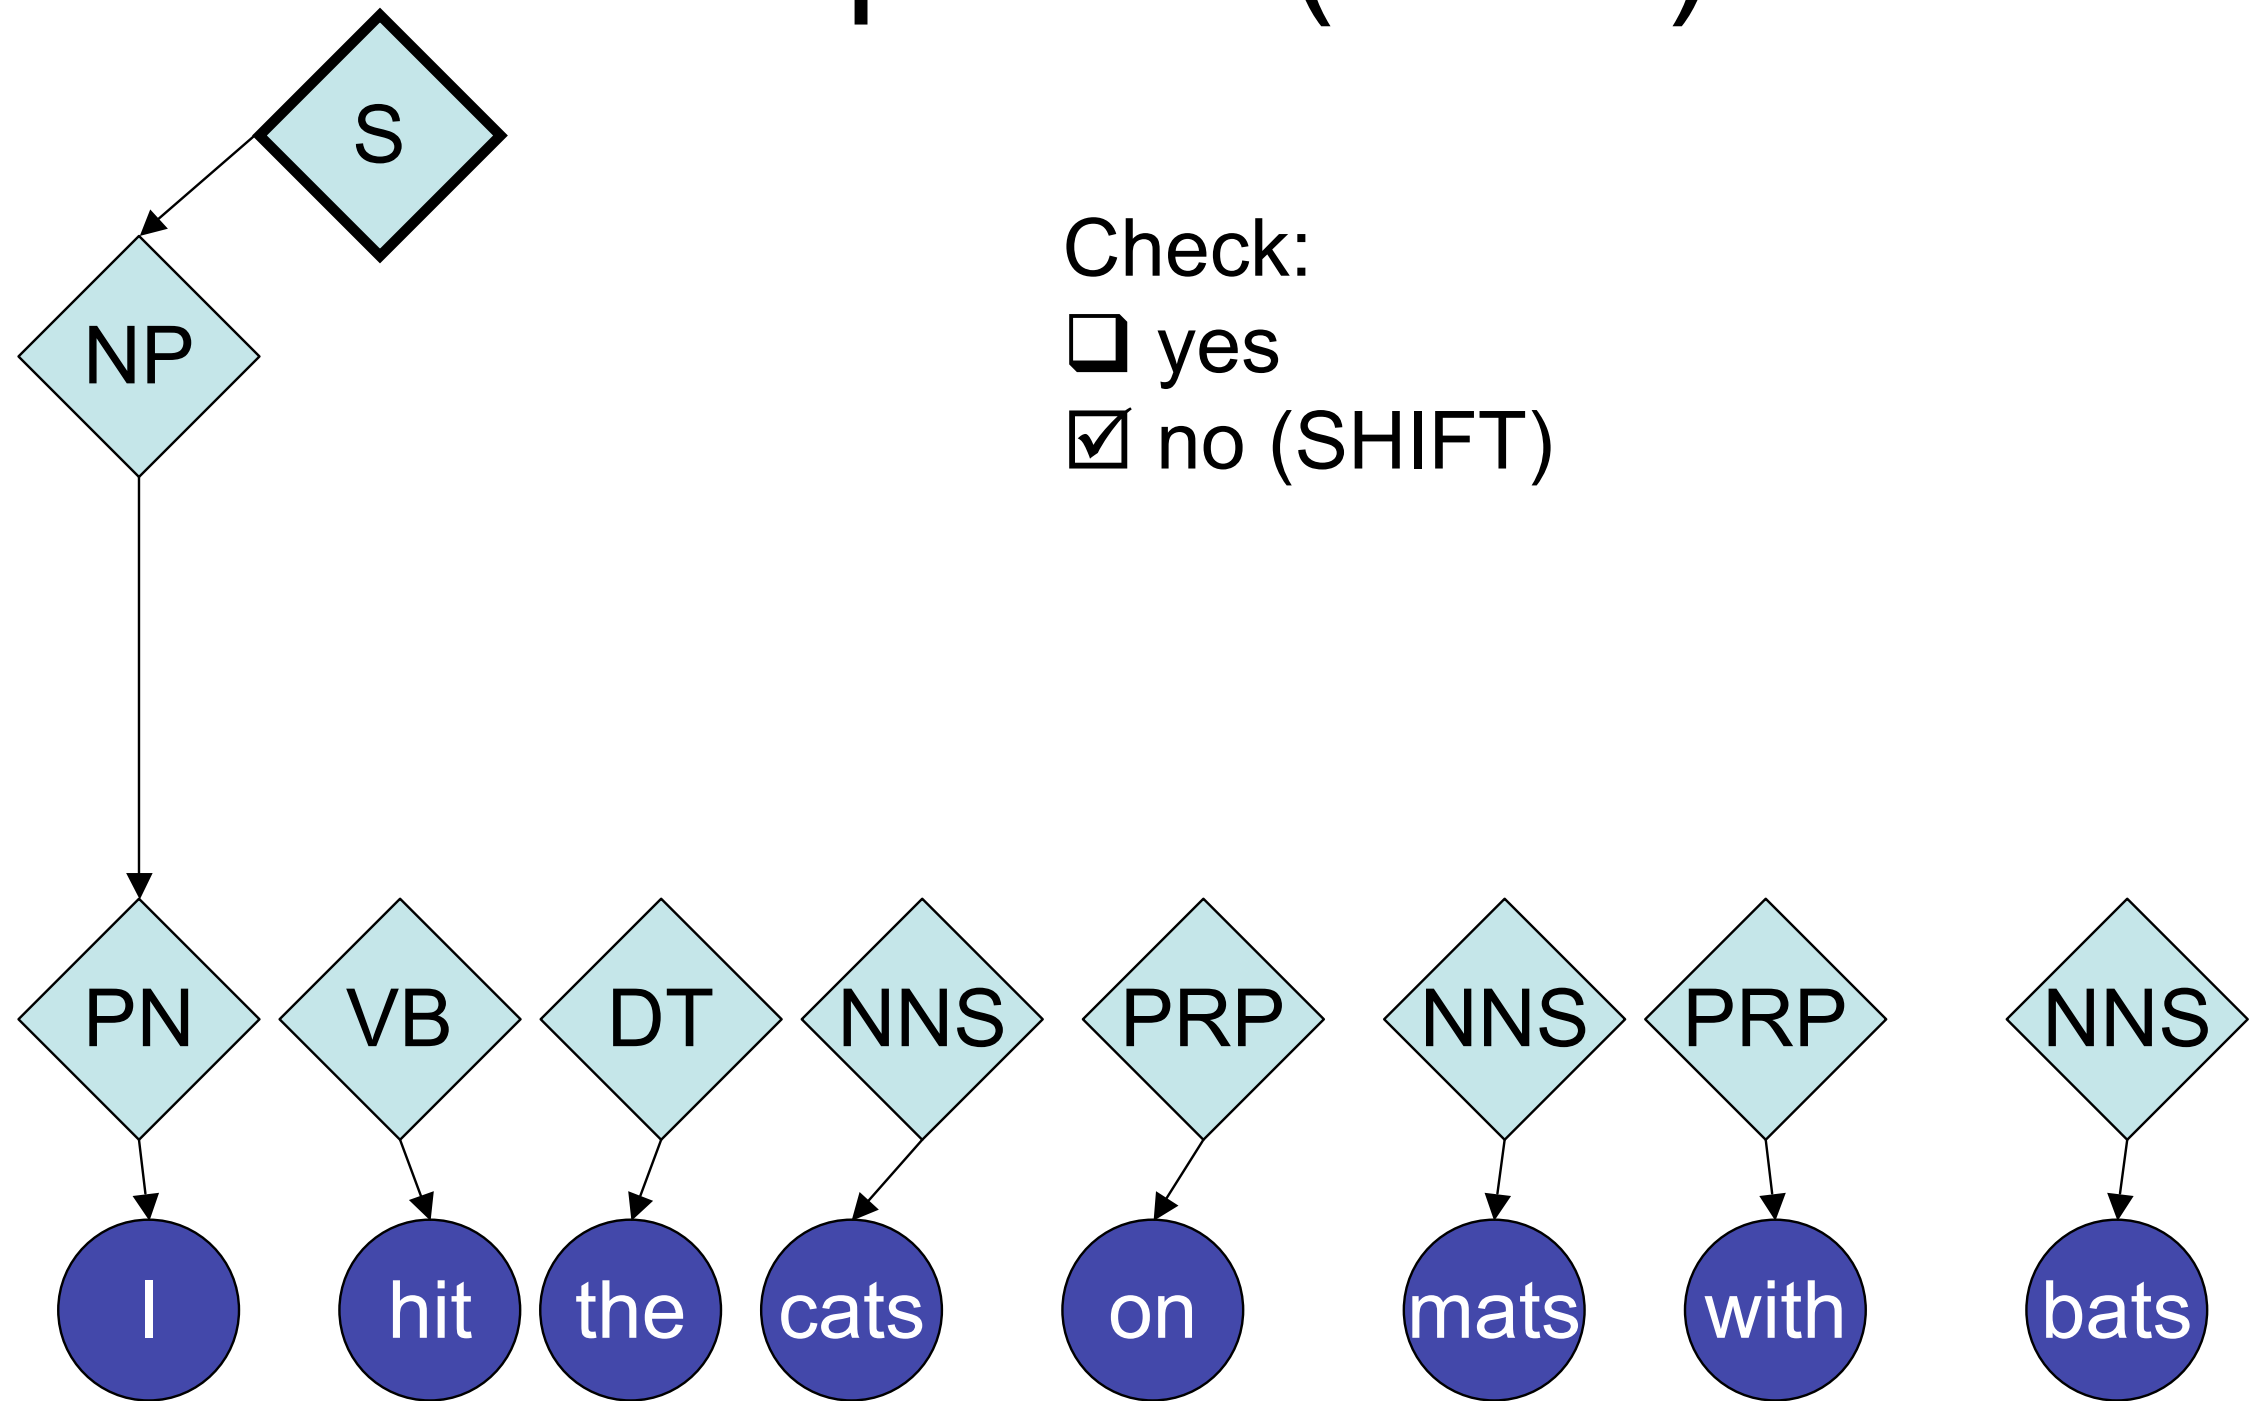 S
Check:
❑ yes
☑ no (SHIFT)
NP
PN VB DT NNS PRP NNS PRP NNS
I hit the cats on mats with bats